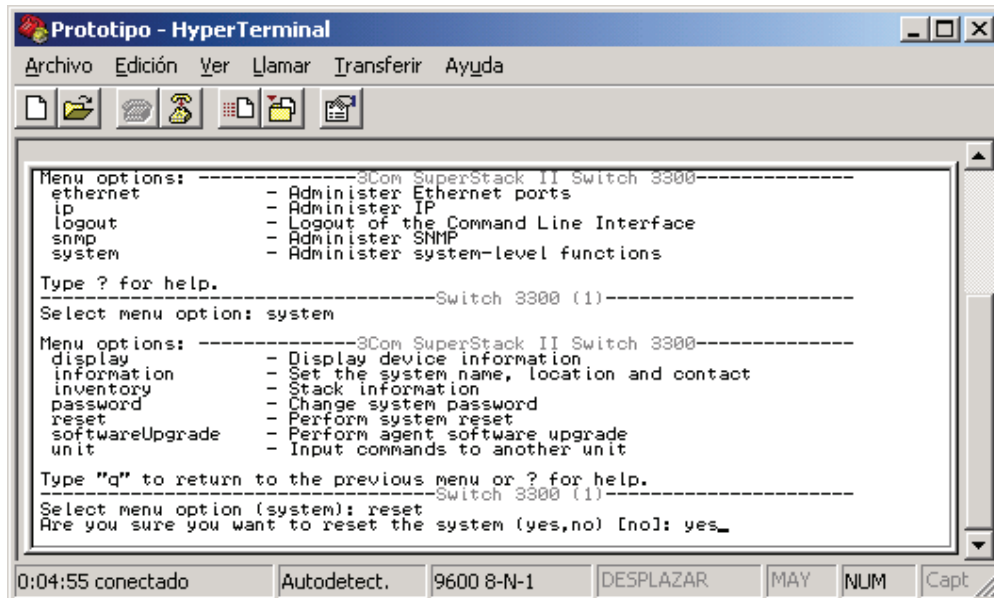 Prototipo - HyperTerminal
Archivo Edición Ver Llamar Transferir Ayuda
Menu options: --------------3Com SuperStack II Switch 3300---------------
ethernet - Administer Ethernet ports
ip - Administer IP
logout - Logout of the Command Line Interface
snmp - Administer SNMP
system - Administer system-level functions
Type ? for help.
-------------------------------------Switch 3300 (1)-----------------------
Select menu option: system
Menu options: --------------3Com SuperStack II Switch 3300---------------
display - Display device information
information - Set the system name, location and contact
inventory - Stack information
password - Change system password
reset - Perform system reset
softwareUpgrade - Perform agent software upgrade
unit - Input commands to another unit
Type "q" to return to the previous menu or ? for help.
-------------------------------------Switch 3300 (1)-----------------------
Select menu option (system): reset
Are you sure you want to reset the system (yes,no) [no]: yes_
0:04:55 conectado Autodetect. 9600 8-N-1 DESPLAZAR MAY NUM Capt